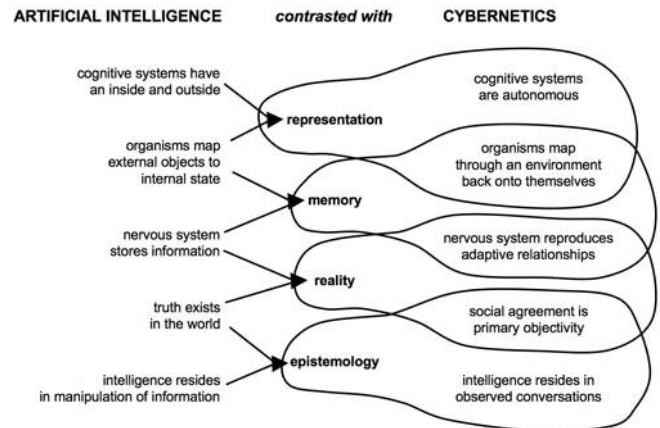 ARTIFICIAL INTELLIGENCE contrasted with CYBERNETICS
cognitive systems have
an inside and outside
cognitive systems
are autonomous
representation
organisms map
external objects to
internal state
organisms map
through an environment
back onto themselves
memory
nervous system
stores information
nervous system reproduces
adaptive relationships
reality
truth exists
in the world
social agreement is
primary objectivity
epistemology
intelligence resides
in manipulation of information
intelligence resides in
observed conversations